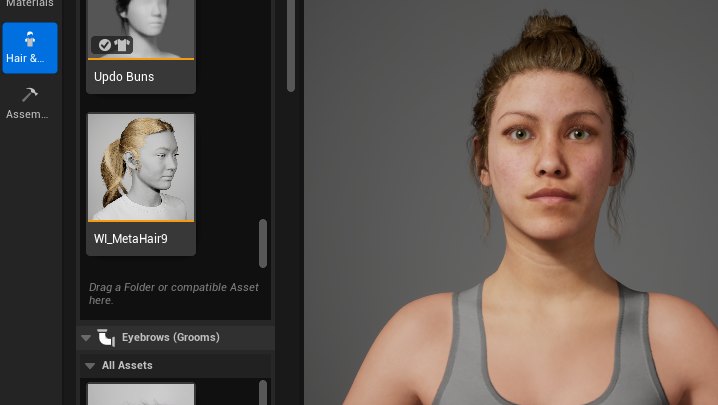 Materials
Updo Buns
Hair &...
Assem...
WI_MetaHair9
Drag a Folder or compatible Asset
here.
Eyebrows (Grooms)
All Assets